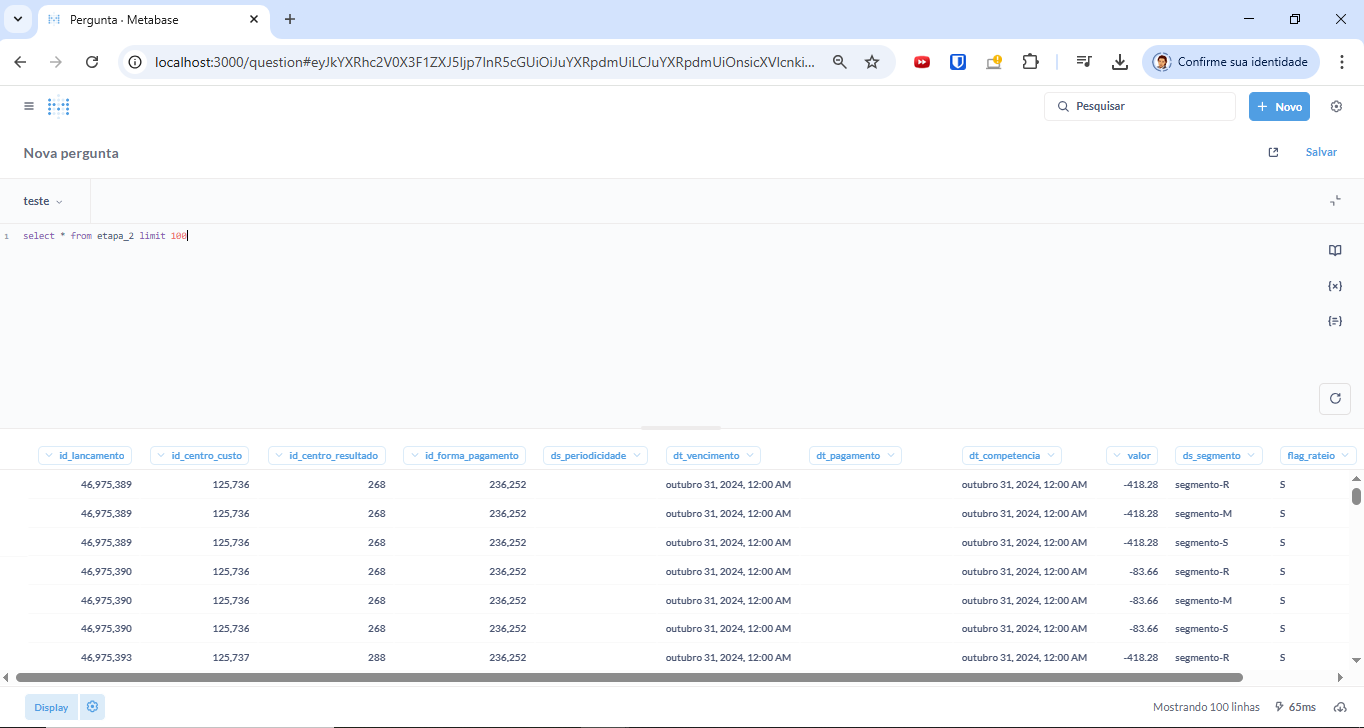 Pergunta · Metabase
localhost:3000/question#eyJkYXRhc2V0X3F1ZXJ5Ijp7InR5cGUiOiJuYXRpdmUiLCJuYXRpdmUiOnsicXVlcnki...
Confirme sua identidade
Pesquisar
+ Novo
Nova pergunta
Salvar
teste
1 select * from etapa_2 limit 100
id_lancamento id_centro_custo id_centro_resultado id_forma_pagamento ds_periodicidade dt_vencimento dt_pagamento dt_competencia valor ds_segmento flag_rateio
46,975,389 125,736 268 236,252 outubro 31, 2024, 12:00 AM outubro 31, 2024, 12:00 AM -418.28 segmento-R S
46,975,389 125,736 268 236,252 outubro 31, 2024, 12:00 AM outubro 31, 2024, 12:00 AM -418.28 segmento-M S
46,975,389 125,736 268 236,252 outubro 31, 2024, 12:00 AM outubro 31, 2024, 12:00 AM -418.28 segmento-S S
46,975,390 125,736 268 236,252 outubro 31, 2024, 12:00 AM outubro 31, 2024, 12:00 AM -83.66 segmento-R S
46,975,390 125,736 268 236,252 outubro 31, 2024, 12:00 AM outubro 31, 2024, 12:00 AM -83.66 segmento-M S
46,975,390 125,736 268 236,252 outubro 31, 2024, 12:00 AM outubro 31, 2024, 12:00 AM -83.66 segmento-S S
46,975,393 125,737 288 236,252 outubro 31, 2024, 12:00 AM outubro 31, 2024, 12:00 AM -418.28 segmento-R S
Display
Mostrando 100 linhas 65ms